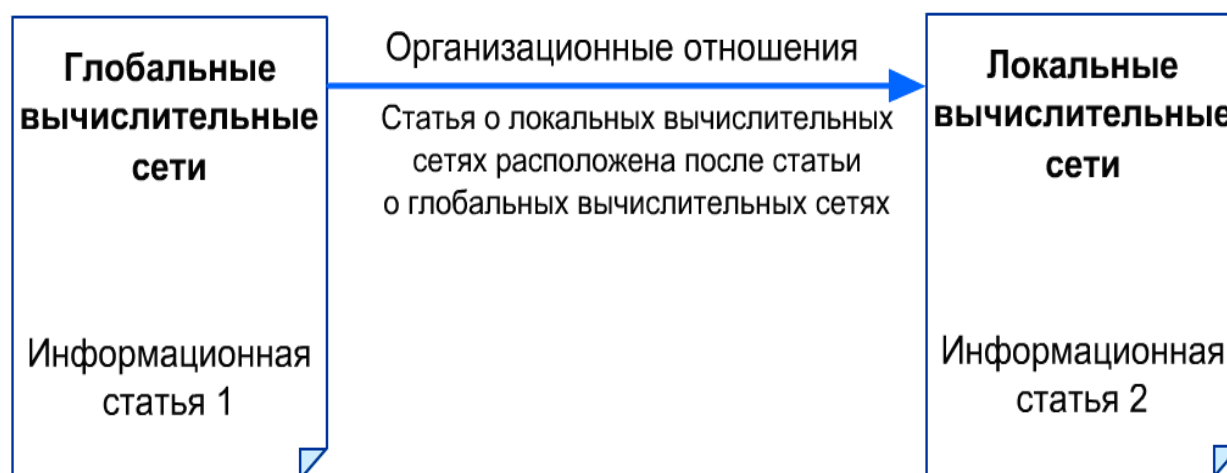 Глобальные
вычислительные
сети
Информационная
статья 1
Организационные отношения
Статья о локальных вычислительных
сетях расположена после статьи
о глобальных вычислительных сетях
Локальные
вычислительные
сети
Информационная
статья 2